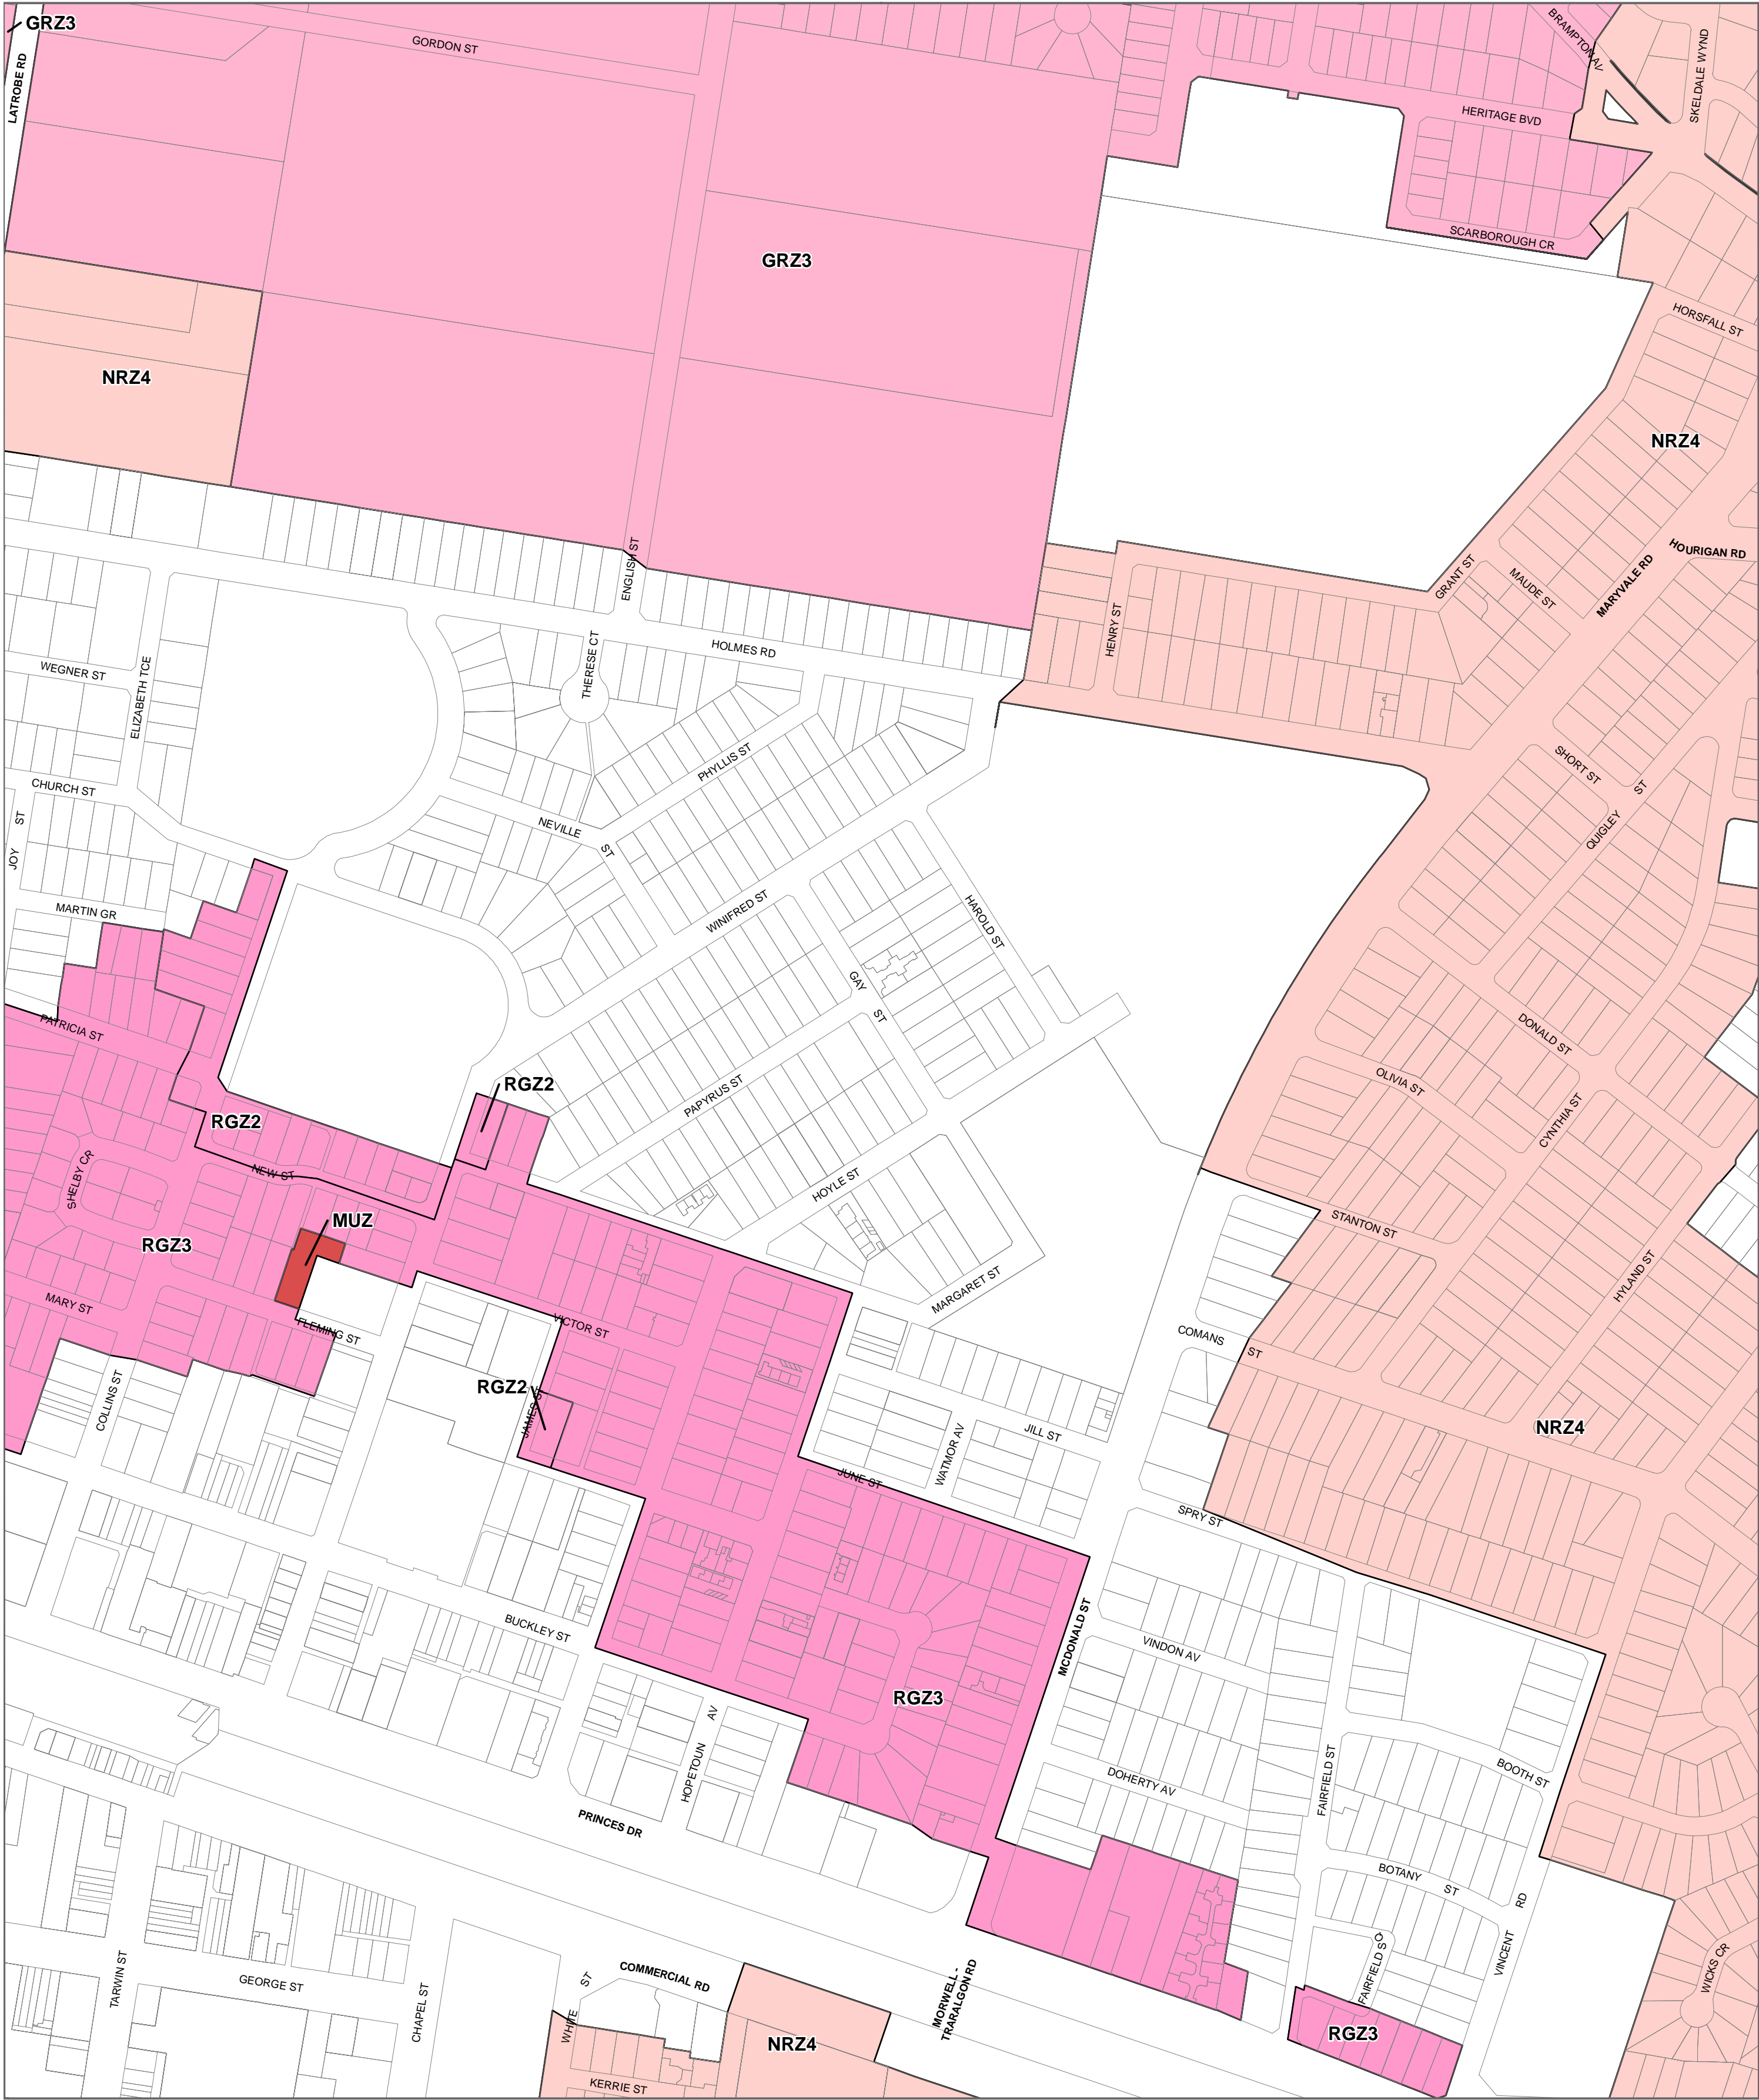 GRZ3
LATROBE RD
GORDON ST
BRAMPTON AV
SKELDALE WYND
HERITAGE BVD
SCARBOROUGH CR
GRZ3
HORSFALL ST
NRZ4
NRZ4
HOURIGAN RD
ENGLISH ST
GRANT ST
MAUDE ST
MARYVALE RD
HENRY ST
HOLMES RD
THERESE CT
WEGNER ST
ELIZABETH TCE
PHYLLIS ST
SHORT ST
CHURCH ST
JOY ST
NEVILLE ST
QUIGLEY ST
MARTIN GR
WINIFRED ST
HAROLD ST
GAY ST
PATRICIA ST
DONALD ST
RGZ2
PAPYRUS ST
OLIVIA ST
RGZ2
CYNTHIA ST
NEW ST
SHELBY CR
HOYLE ST
MUZ
STANTON ST
RGZ3
HYLAND ST
MARGARET ST
MARY ST
FLEMING ST
VICTOR ST
COMANS ST
RGZ2
JAMES ST
COLLINS ST
NRZ4
JILL ST
WATMOR AV
JUNE ST
SPRY ST
BUCKLEY ST
MCDONALD ST
VINDON AV
RGZ3
HOPETOUN AV
FAIRFIELD ST
BOOTH ST
DOHERTY AV
PRINCES DR
BOTANY ST
VINCENT RD
FAIRFIELD SQ
WICKS CR
TARWIN ST
GEORGE ST
CHAPEL ST
WHITE ST
COMMERCIAL RD
MORWELL -
TRARALGON RD
RGZ3
NRZ4
KERRIE ST